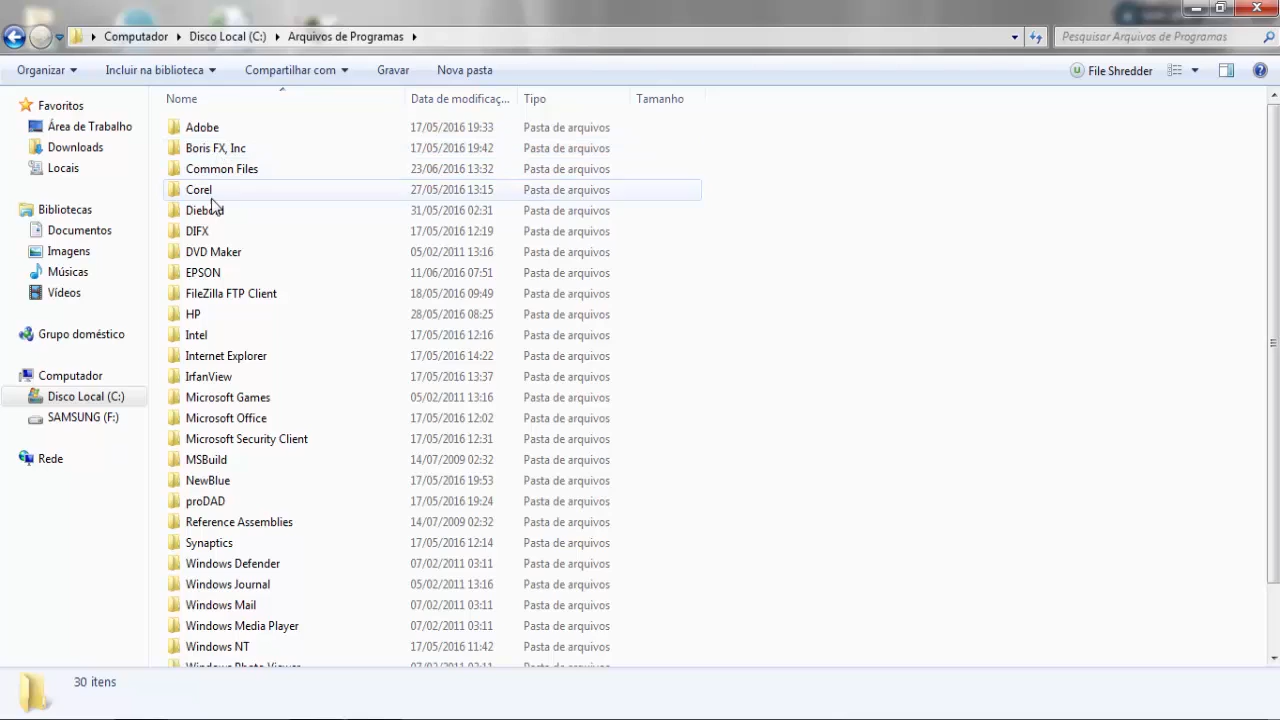 Computador Disco Local (C:) Arquivos de Programas Pesquisar Arquivos de Programas
Organizar Incluir na biblioteca Compartilhar com Gravar Nova pasta File Shredder
Nome Data de modificaç... Tipo Tamanho
Favoritos
Área de Trabalho
Downloads
Locais
Bibliotecas
Documentos
Imagens
Músicas
Vídeos
Grupo doméstico
Computador
Disco Local (C:)
SAMSUNG (F:)
Rede
Adobe 17/05/2016 19:33 Pasta de arquivos
Boris FX, Inc 17/05/2016 19:42 Pasta de arquivos
Common Files 23/06/2016 13:32 Pasta de arquivos
Corel 27/05/2016 13:15 Pasta de arquivos
Diebold 31/05/2016 02:31 Pasta de arquivos
DIFX 17/05/2016 12:19 Pasta de arquivos
DVD Maker 05/02/2011 13:16 Pasta de arquivos
EPSON 11/06/2016 07:51 Pasta de arquivos
FileZilla FTP Client 18/05/2016 09:49 Pasta de arquivos
HP 28/05/2016 08:25 Pasta de arquivos
Intel 17/05/2016 12:16 Pasta de arquivos
Internet Explorer 17/05/2016 14:22 Pasta de arquivos
IrfanView 17/05/2016 13:37 Pasta de arquivos
Microsoft Games 05/02/2011 13:16 Pasta de arquivos
Microsoft Office 17/05/2016 12:02 Pasta de arquivos
Microsoft Security Client 17/05/2016 12:31 Pasta de arquivos
MSBuild 14/07/2009 02:32 Pasta de arquivos
NewBlue 17/05/2016 19:53 Pasta de arquivos
proDAD 17/05/2016 19:24 Pasta de arquivos
Reference Assemblies 14/07/2009 02:32 Pasta de arquivos
Synaptics 17/05/2016 12:14 Pasta de arquivos
Windows Defender 07/02/2011 03:11 Pasta de arquivos
Windows Journal 05/02/2011 13:16 Pasta de arquivos
Windows Mail 07/02/2011 03:11 Pasta de arquivos
Windows Media Player 07/02/2011 03:11 Pasta de arquivos
Windows NT 17/05/2016 11:42 Pasta de arquivos
Windows Photo Viewer 07/02/2011 03:11 Pasta de arquivos
30 itens